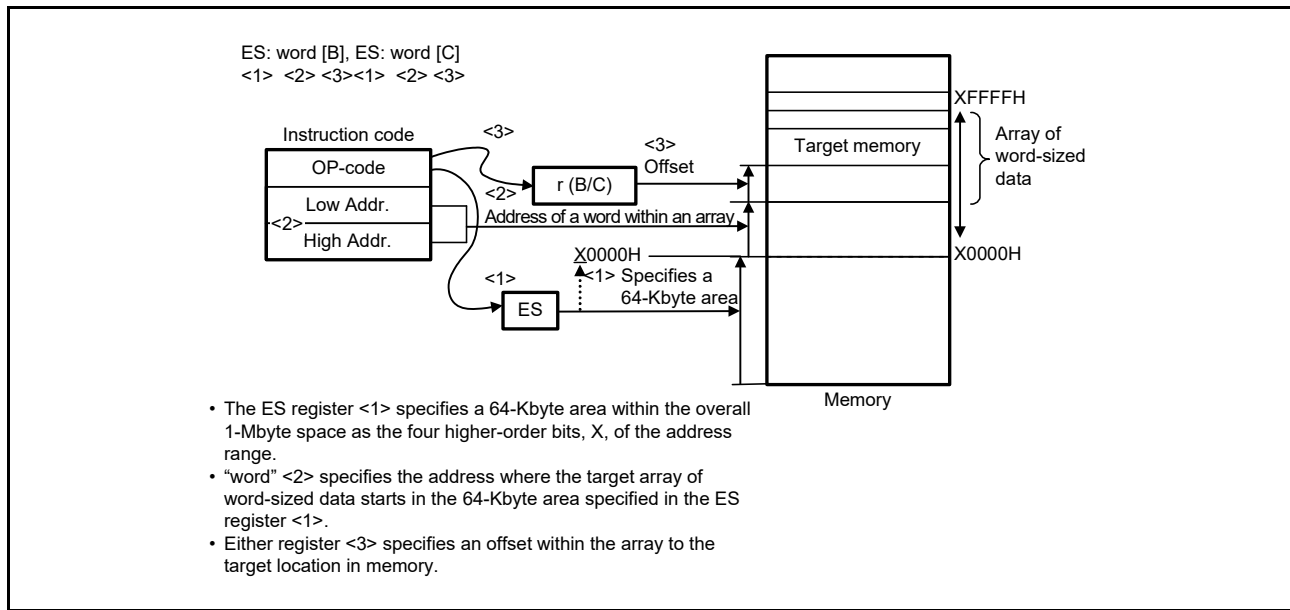 ES: word [B], ES: word [C]
<1> <2> <3><1> <2> <3>
Instruction code
OP-code
Low Addr.
<2>
High Addr.
<3>
r (B/C)
<3>
Offset
<2>
Address of a word within an array
X0000H
<1>
ES
<1> Specifies a
64-Kbyte area
Target memory
XFFFFH
Array of
word-sized
data
X0000H
Memory
• The ES register <1> specifies a 64-Kbyte area within the overall
1-Mbyte space as the four higher-order bits, X, of the address
range.
• “word” <2> specifies the address where the target array of
word-sized data starts in the 64-Kbyte area specified in the ES
register <1>.
• Either register <3> specifies an offset within the array to the
target location in memory.